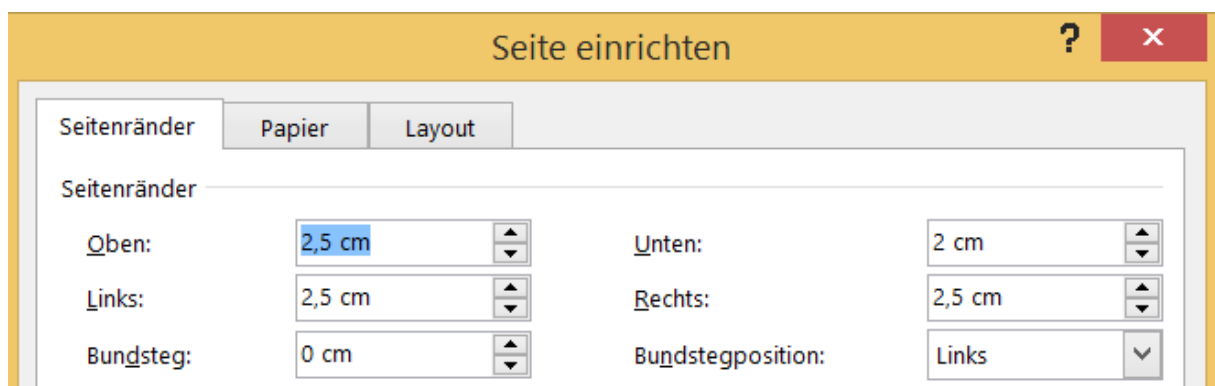 Seite einrichten ?
Seitenränder Papier Layout
Seitenränder
Oben: 2,5 cm Unten: 2 cm
Links: 2,5 cm Rechts: 2,5 cm
Bundsteg: 0 cm Bundstegposition: Links